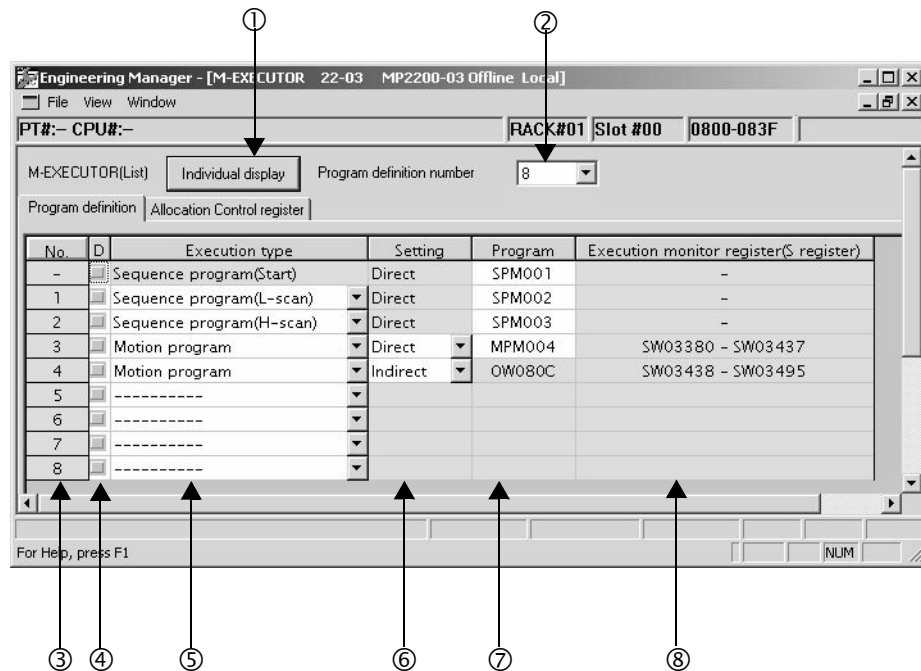 ① ②
Engineering Manager - [M-EXECUTOR 22-03 MP2200-03 Offline Local]
File View Window
PT#:– CPU#:– RACK#01 Slot #00 0800-083F
M-EXECUTOR(List) Individual display Program definition number 8
Program definition Allocation Control register
No. D Execution type Setting Program Execution monitor register(S register)
– Sequence program(Start) Direct SPM001 –
1 Sequence program(L-scan) Direct SPM002 –
2 Sequence program(H-scan) Direct SPM003 –
3 Motion program Direct MPM004 SW03380 – SW03437
4 Motion program Indirect OW080C SW03438 – SW03495
5 ----------
6 ----------
7 ----------
8 ----------
For Help, press F1 NUM
③ ④ ⑤ ⑥ ⑦ ⑧